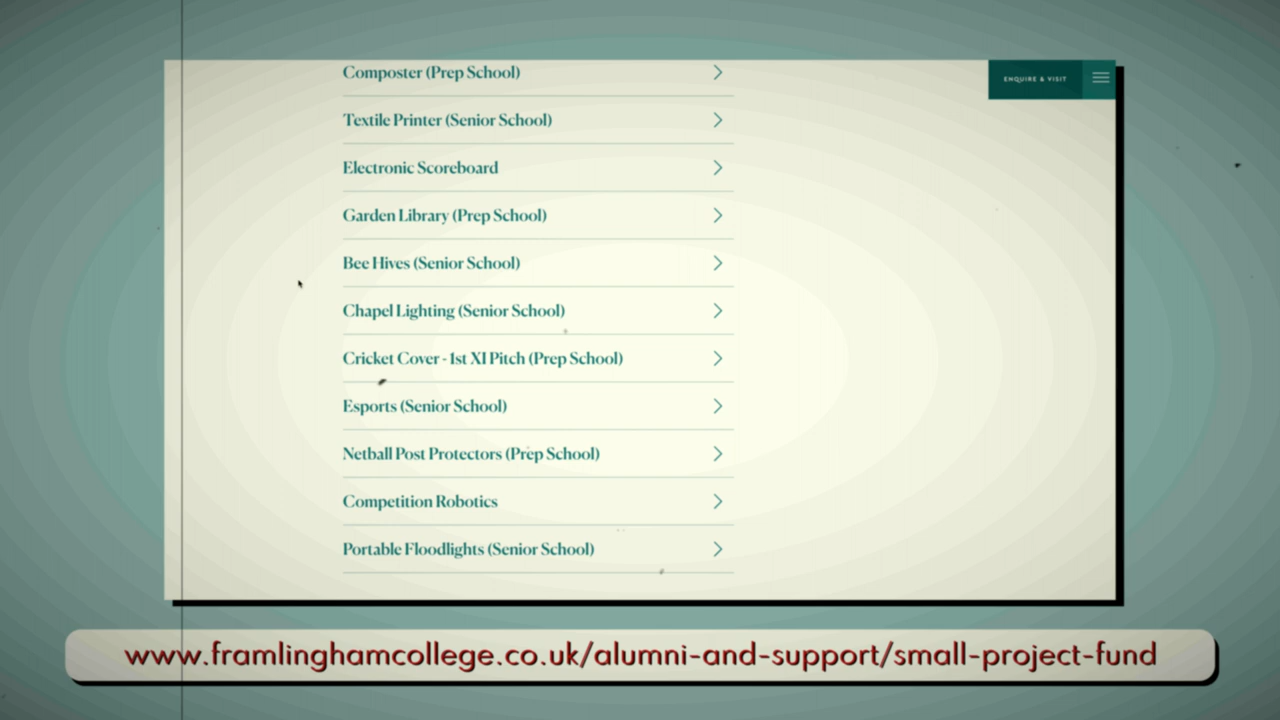 Composter (Prep School)
ENQUIRE & VISIT
Textile Printer (Senior School)
Electronic Scoreboard
Garden Library (Prep School)
Bee Hives (Senior School)
Chapel Lighting (Senior School)
Cricket Cover - 1st XI Pitch (Prep School)
Esports (Senior School)
Netball Post Protectors (Prep School)
Competition Robotics
Portable Floodlights (Senior School)
www.framlinghamcollege.co.uk/alumni-and-support/small-project-fund